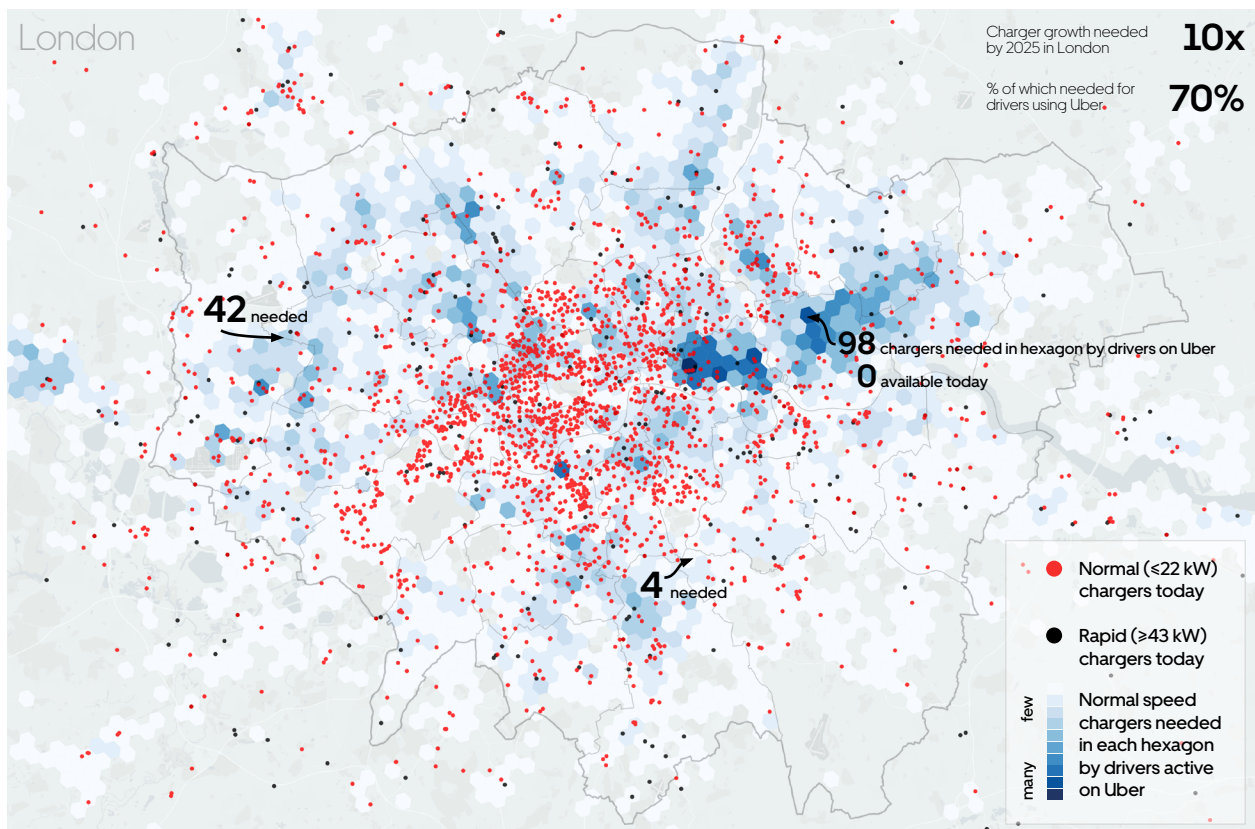 London
Charger growth needed
by 2025 in London
10x
% of which needed for
drivers using Uber
70%
42 needed
98 chargers needed in hexagon by drivers on Uber
0 available today
4 needed
Normal (≤22 kW)
chargers today
Rapid (≥43 kW)
chargers today
few
many
Normal speed
chargers needed
in each hexagon
by drivers active
on Uber